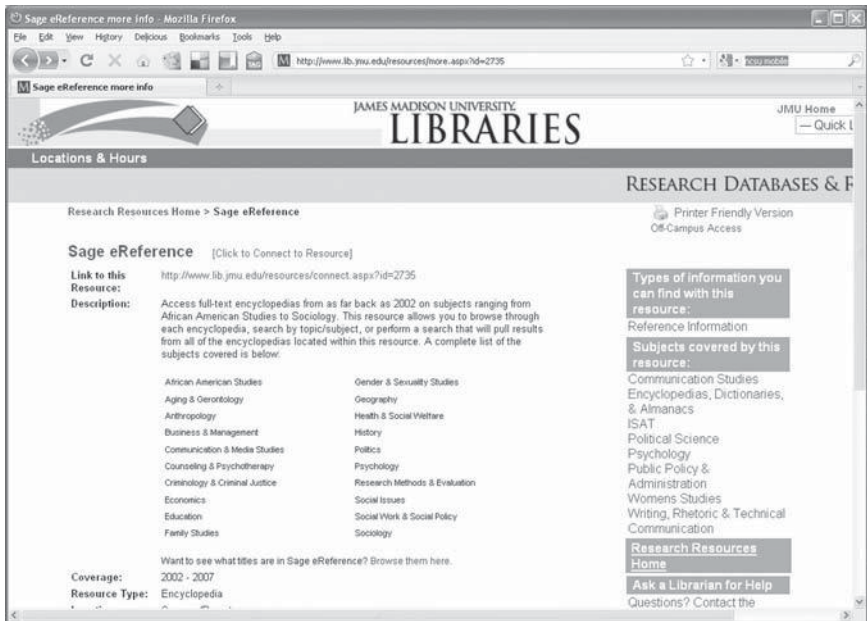 Sage eReference more info - Mozilla Firefox
File Edit View History Delicious Bookmarks Tools Help
http://www.lib.jmu.edu/resources/more.aspx?id=2735
ncsu mobile
Sage eReference more info
JAMES MADISON UNIVERSITY
LIBRARIES
JMU Home
— Quick L
Locations & Hours
RESEARCH DATABASES & R
Research Resources Home > Sage eReference
Printer Friendly Version
Off-Campus Access
Sage eReference [Click to Connect to Resource]
Link to this Resource: http://www.lib.jmu.edu/resources/connect.aspx?id=2735
Description: Access full-text encyclopedias from as far back as 2002 on subjects ranging from
African American Studies to Sociology. This resource allows you to browse through
each encyclopedia, search by topic/subject, or perform a search that will pull results
from all of the encyclopedias located within this resource. A complete list of the
subjects covered is below:
African American Studies Gender & Sexuality Studies
Aging & Gerontology Geography
Anthropology Health & Social Welfare
Business & Management History
Communication & Media Studies Politics
Counseling & Psychotherapy Psychology
Criminology & Criminal Justice Research Methods & Evaluation
Economics Social Issues
Education Social Work & Social Policy
Family Studies Sociology
Want to see what titles are in Sage eReference? Browse them here.
Coverage: 2002 - 2007
Resource Type: Encyclopedia
Types of information you
can find with this
resource:
Reference Information
Subjects covered by this
resource:
Communication Studies
Encyclopedias, Dictionaries,
& Almanacs
ISAT
Political Science
Psychology
Public Policy &
Administration
Womens Studies
Writing, Rhetoric & Technical
Communication
Research Resources
Home
Ask a Librarian for Help
Questions? Contact the